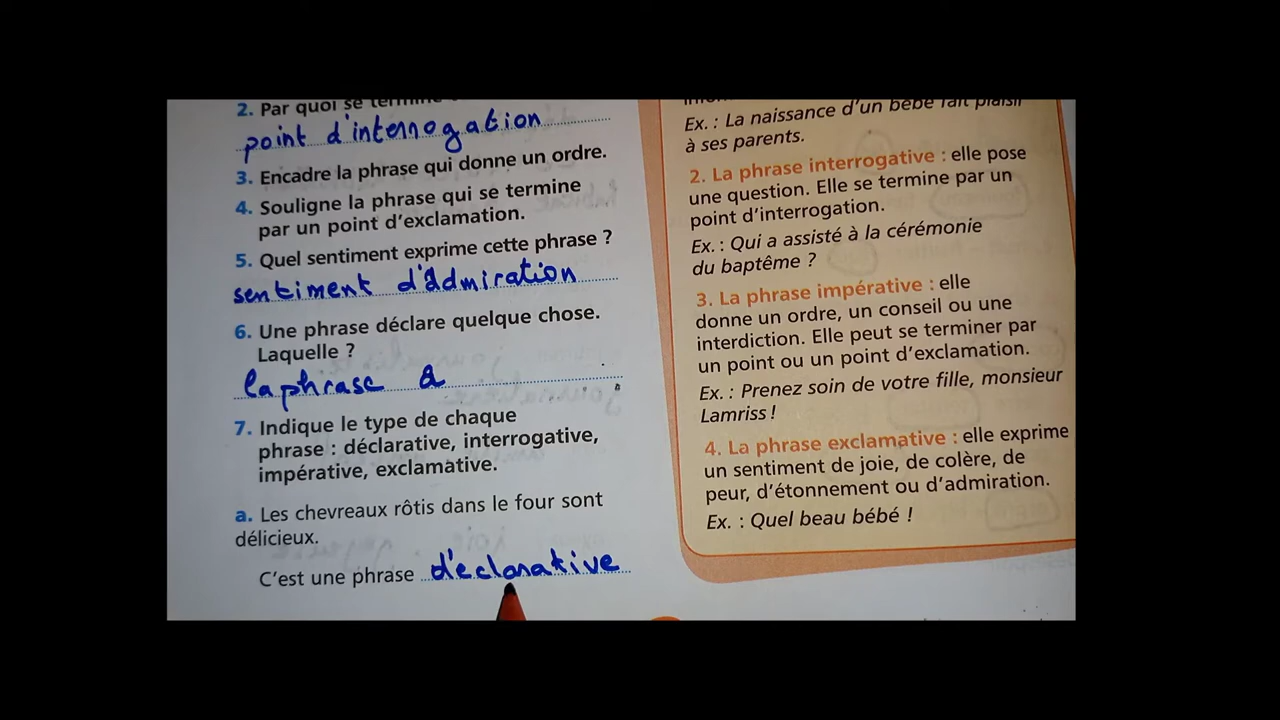 2. Par quoi se termine
point d'interrogation
3. Encadre la phrase qui donne un ordre.
4. Souligne la phrase qui se termine
par un point d'exclamation.
5. Quel sentiment exprime cette phrase ?
sentiment d'admiration
6. Une phrase déclare quelque chose.
Laquelle ?
la phrase a
7. Indique le type de chaque
phrase : déclarative, interrogative,
impérative, exclamative.
a. Les chevreaux rôtis dans le four sont
délicieux.
C'est une phrase déclarative
Ex. : La naissance d'un bébé fait plaisir
à ses parents.
2. La phrase interrogative : elle pose
une question. Elle se termine par un
point d'interrogation.
Ex. : Qui a assisté à la cérémonie
du baptême ?
3. La phrase impérative : elle
donne un ordre, un conseil ou une
interdiction. Elle peut se terminer par
un point ou un point d'exclamation.
Ex. : Prenez soin de votre fille, monsieur
Lamriss !
4. La phrase exclamative : elle exprime
un sentiment de joie, de colère, de
peur, d'étonnement ou d'admiration.
Ex. : Quel beau bébé !